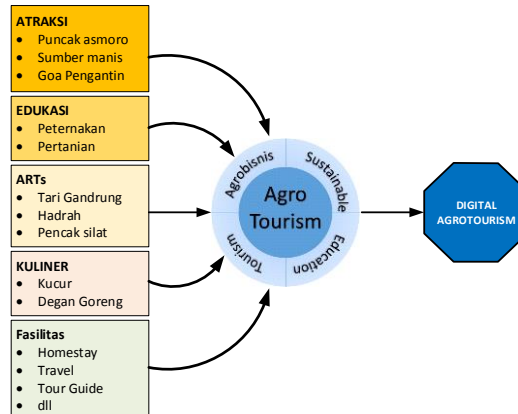 ATRAKSI
• Puncak asmoro
• Sumber manis
• Goa Pengantin
EDUKASI
• Peternakan
• Pertanian
ARTs
• Tari Gandrung
• Hadrah
• Pencak silat
KULINER
• Kucur
• Degan Goreng
Fasilitas
• Homestay
• Travel
• Tour Guide
• dll
Agrobisnis
Sustainable
Agro
Tourism
Tourism
Education
DIGITAL
AGROTOURISM